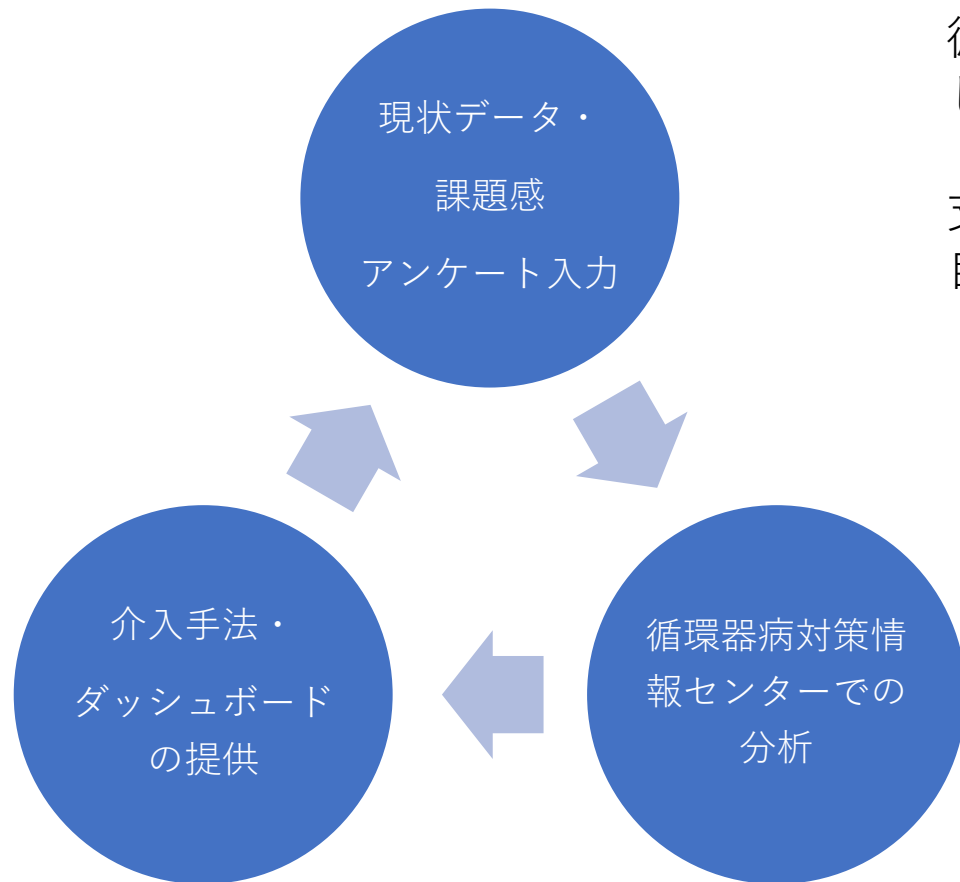 現状データ・
課題感
アンケート入力
循環器病対策情
報センターでの
分析
介入手法・
ダッシュボード
の提供